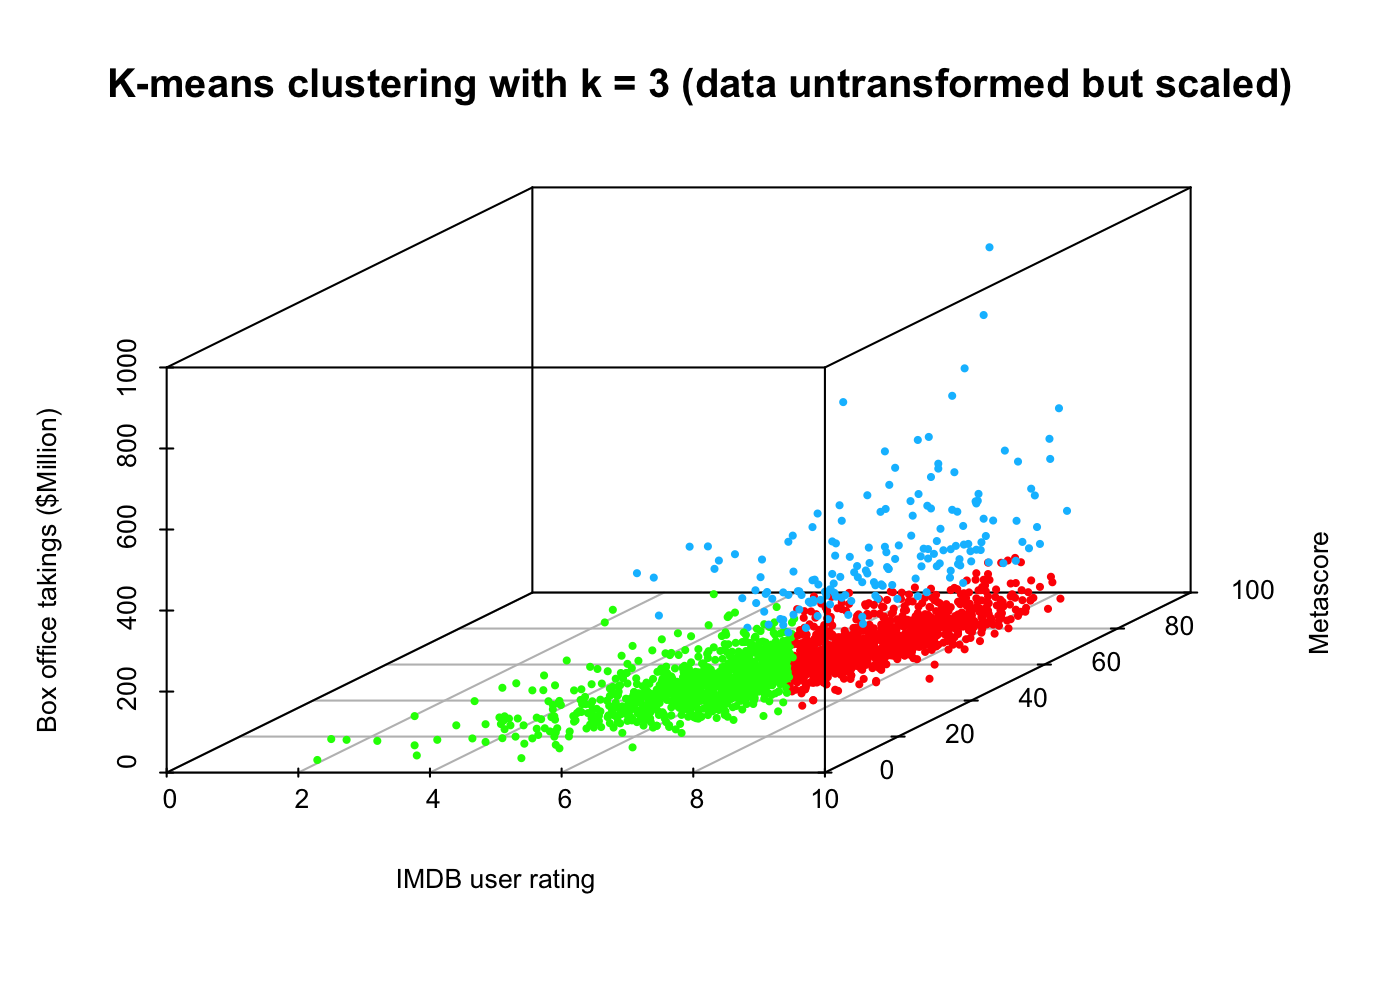 K-means clustering with k = 3 (data untransformed but scaled)
Box office takings ($Million)
1000
800
600
400
200
0
0 2 4 6 8 10
IMDB user rating
100
80
60
40
20
0
Metascore